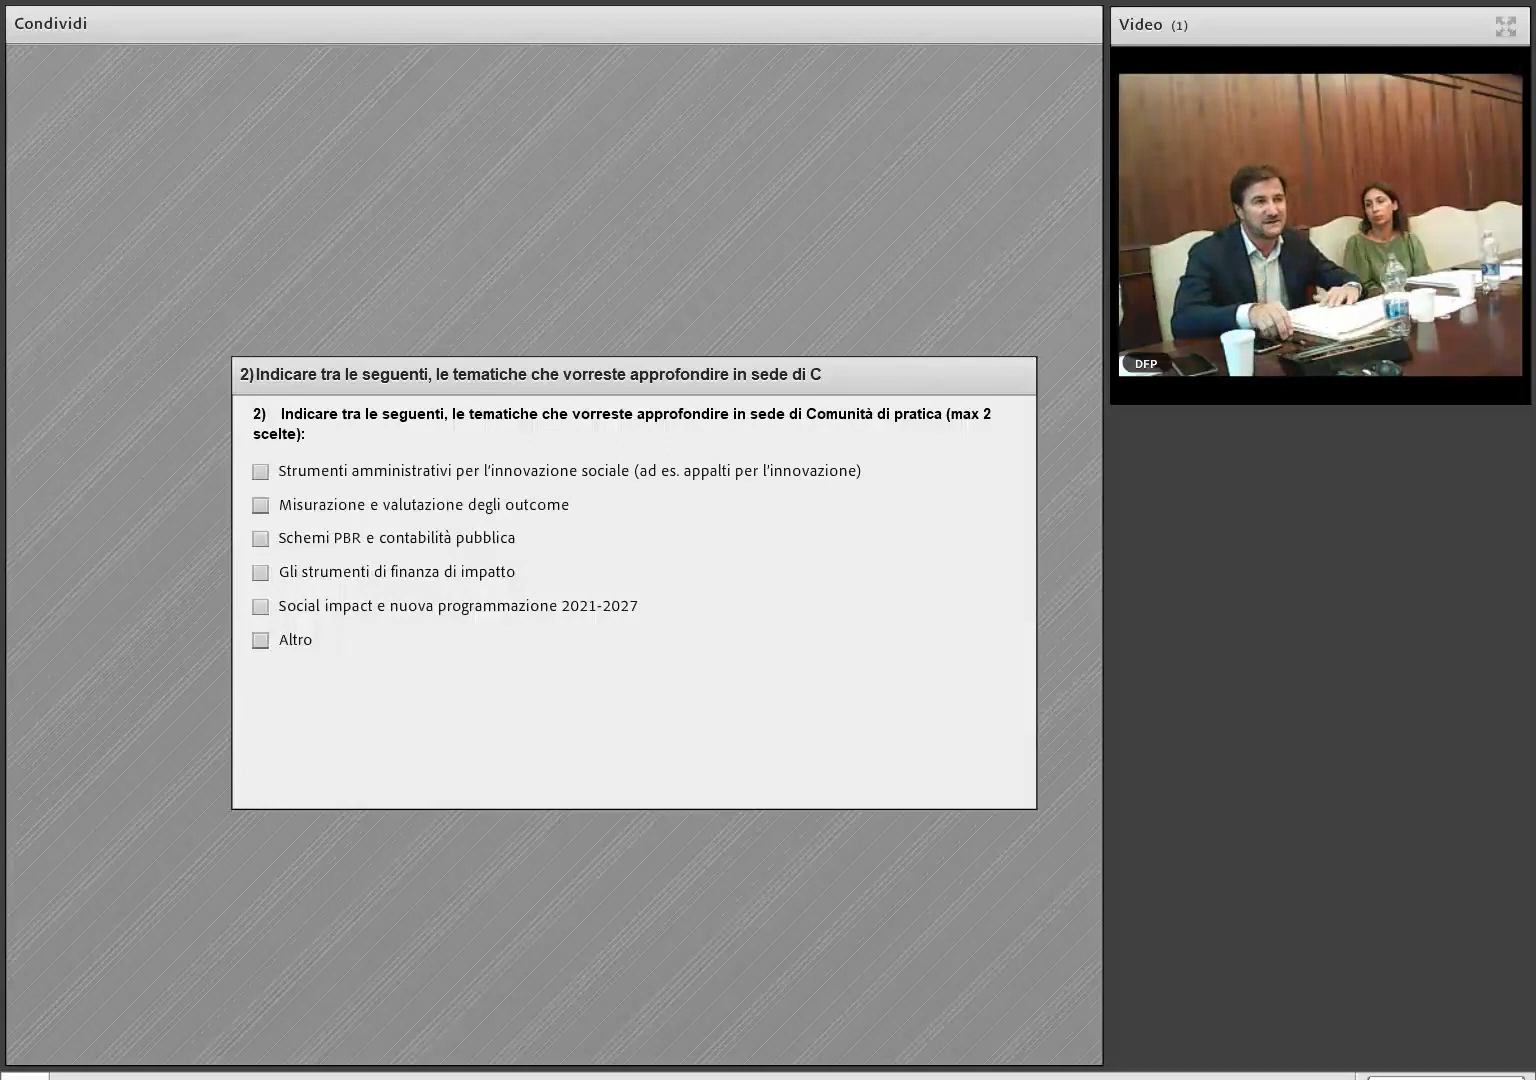 Condividi
Video (1)
DFP
2)Indicare tra le seguenti, le tematiche che vorreste approfondire in sede di C
2) Indicare tra le seguenti, le tematiche che vorreste approfondire in sede di Comunità di pratica (max 2
scelte):
Strumenti amministrativi per l'innovazione sociale (ad es. appalti per l'innovazione)
Misurazione e valutazione degli outcome
Schemi PBR e contabilità pubblica
Gli strumenti di finanza di impatto
Social impact e nuova programmazione 2021-2027
Altro